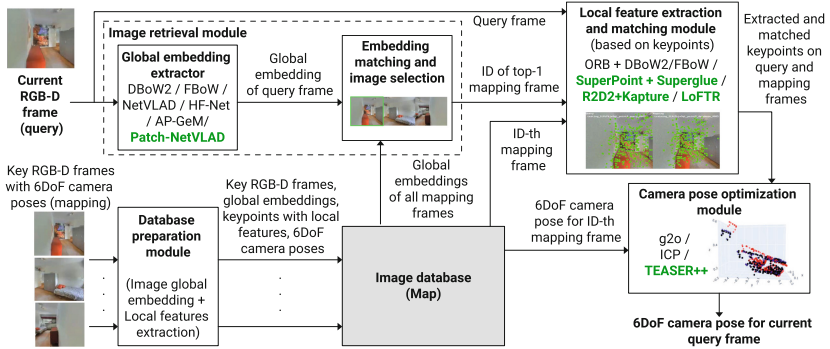 Current
RGB-D
frame
(query)
Image retrieval module
Global embedding
extractor
DBoW2 / FBoW /
NetVLAD / HF-Net
/ AP-GeM/
Patch-NetVLAD
Global
embedding
of query frame
Embedding
matching and
image selection
Query frame
ID of top-1
mapping frame
Local feature extraction
and matching module
(based on keypoints)
ORB + DBoW2/FBoW/
SuperPoint + Superglue /
R2D2+Kapture / LoFTR
Extracted and
matched
keypoints on
query and
mapping
frames
ID-th
mapping
frame
Global
embeddings
of all mapping
frames
Key RGB-D frames
with 6DoF camera
poses (mapping)
Database
preparation
module
(Image global
embedding +
Local features
extraction)
Key RGB-D frames,
global embeddings,
keypoints with local
features, 6DoF
camera poses
Image database
(Map)
6DoF camera
pose for ID-th
mapping frame
Camera pose optimization
module
g2o /
ICP /
TEASER++
6DoF camera pose for current
query frame